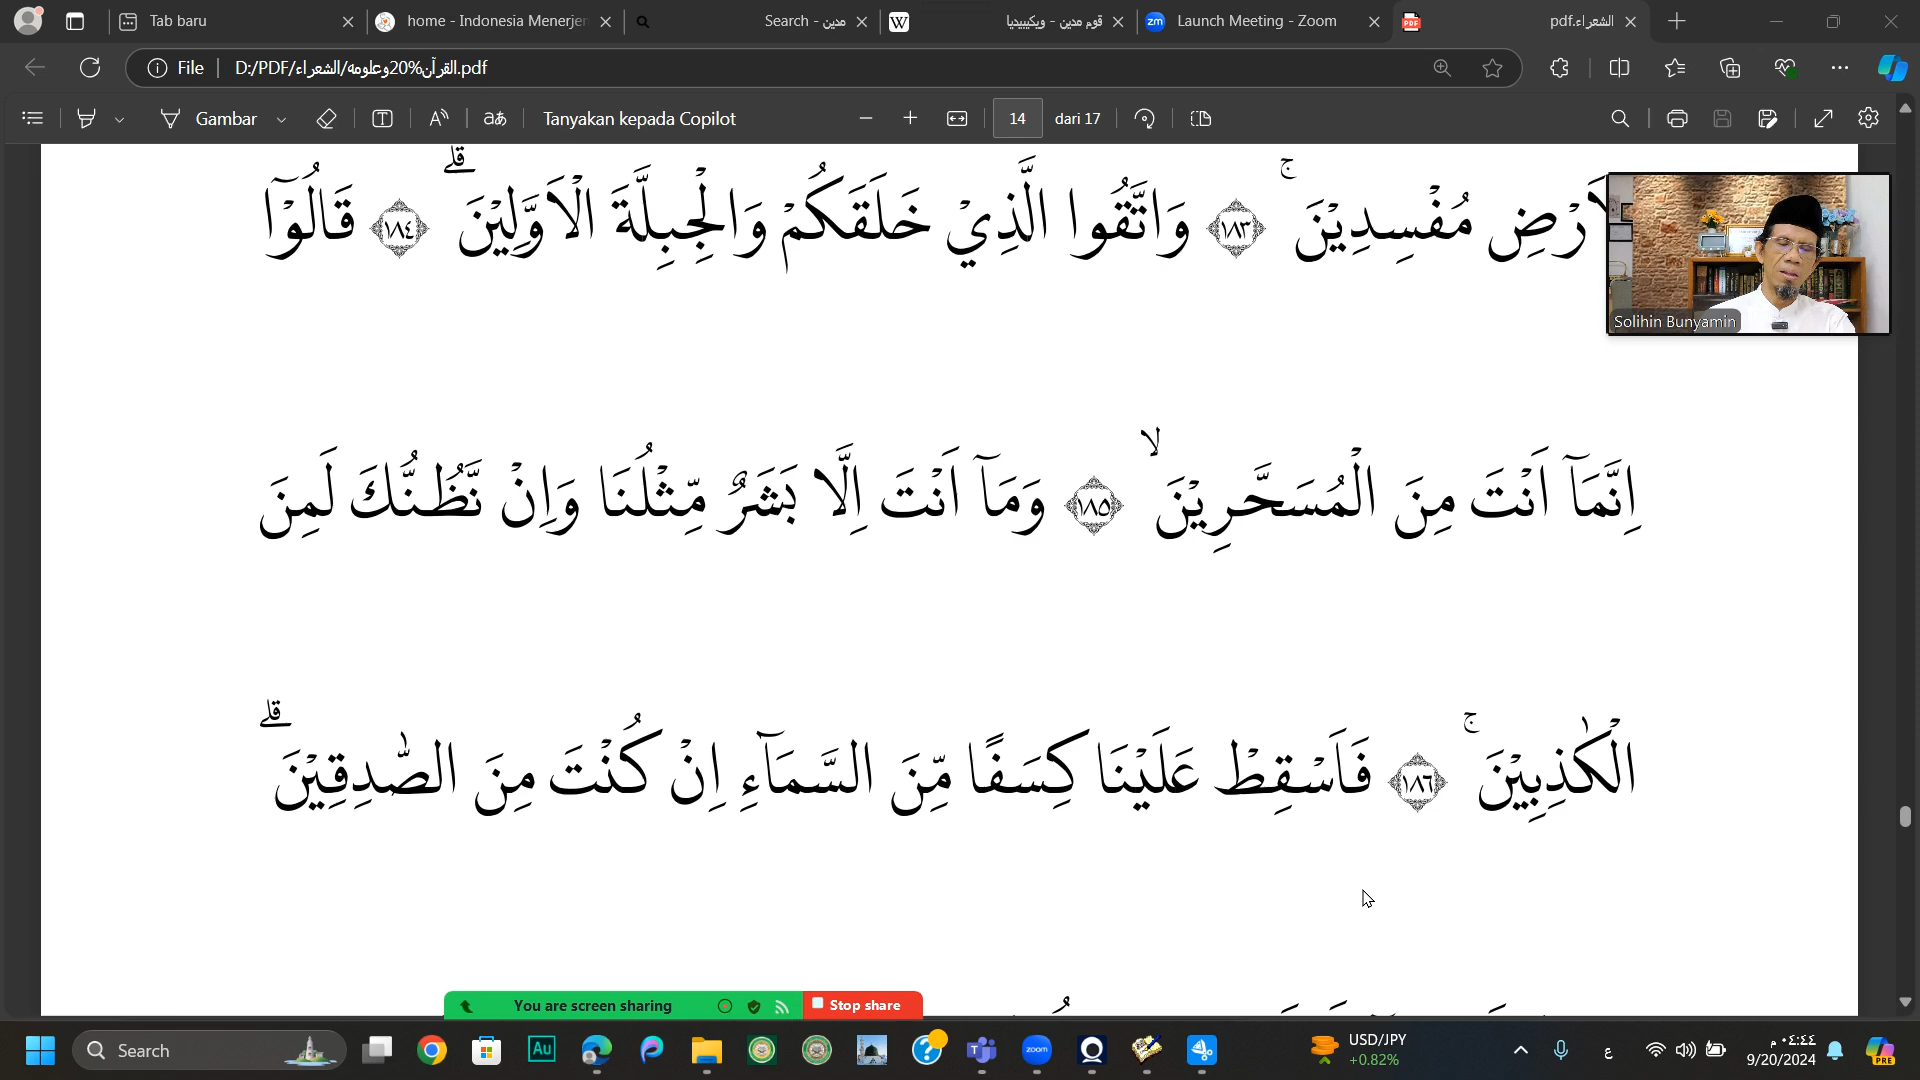 Tab baru
home - Indonesia Menerjer
مدين - Search
قوم مدين - ويكيبيديا
Launch Meeting - Zoom
الشعراء.pdf
File
D:/PDF/القرآن%20وعلومه/الشعراء.pdf
Gambar
Tanyakan kepada Copilot
14
dari 17
لْاَرْضِ مُفْسِدِيْنَ ۚ ١٨٣ وَاتَّقُوا الَّذِيْ خَلَقَكُمْ وَالْجِبِلَّةَ الْاَوَّلِيْنَ ۗ ١٨٤ قَالُوْٓا
اِنَّمَآ اَنْتَ مِنَ الْمُسَحَّرِيْنَ ۙ ١٨٥ وَمَآ اَنْتَ اِلَّا بَشَرٌ مِّثْلُنَا وَاِنْ نَّظُنُّكَ لَمِنَ
الْكٰذِبِيْنَ ۚ ١٨٦ فَاَسْقِطْ عَلَيْنَا كِسَفًا مِّنَ السَّمَاۤءِ اِنْ كُنْتَ مِنَ الصّٰدِقِيْنَ ۗ
Solihin Bunyamin
You are screen sharing
Stop share
Search
USD/JPY
+0.82%
ع
٠٤:٤٤ م
9/20/2024